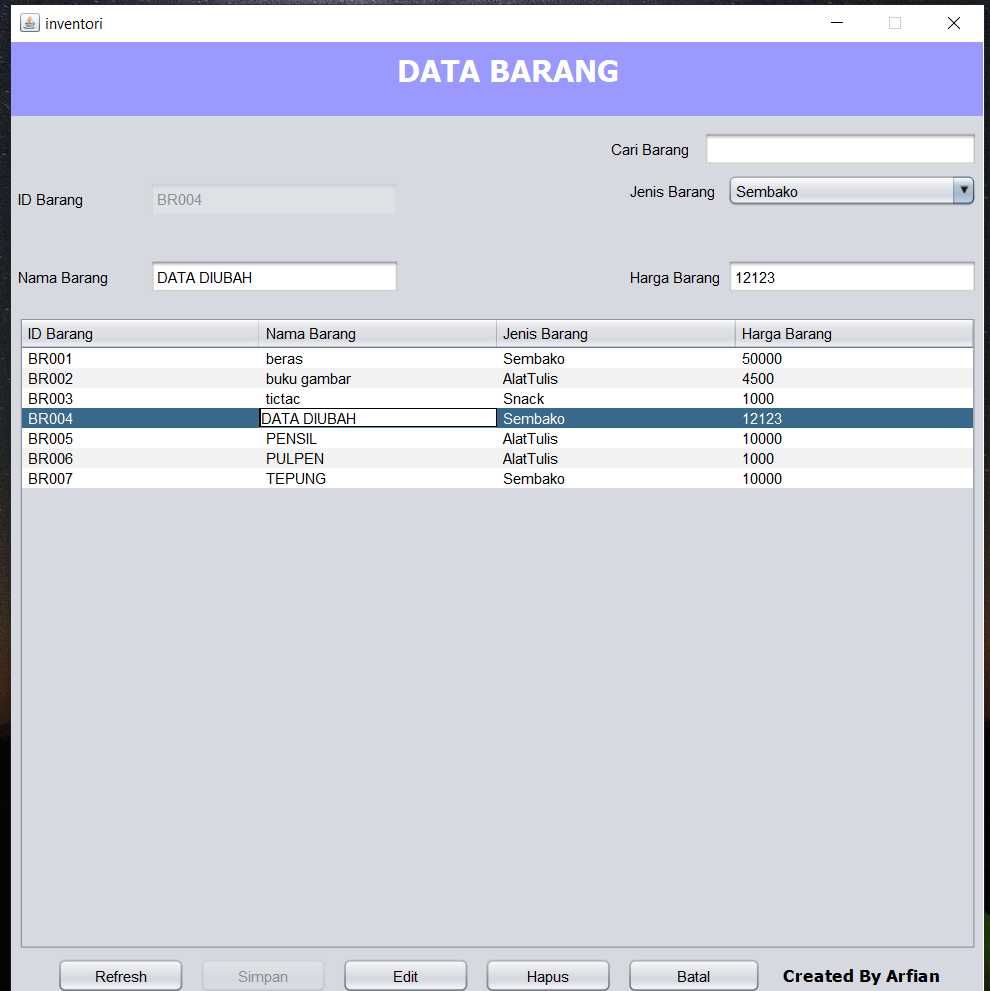 inventori
DATA BARANG
Cari Barang
ID Barang BR004 Jenis Barang Sembako
Nama Barang DATA DIUBAH Harga Barang 12123
ID Barang Nama Barang Jenis Barang Harga Barang
BR001 beras Sembako 50000
BR002 buku gambar AlatTulis 4500
BR003 tictac Snack 1000
BR004 DATA DIUBAH Sembako 12123
BR005 PENSIL AlatTulis 10000
BR006 PULPEN AlatTulis 1000
BR007 TEPUNG Sembako 10000
Refresh Simpan Edit Hapus Batal Created By Arfian